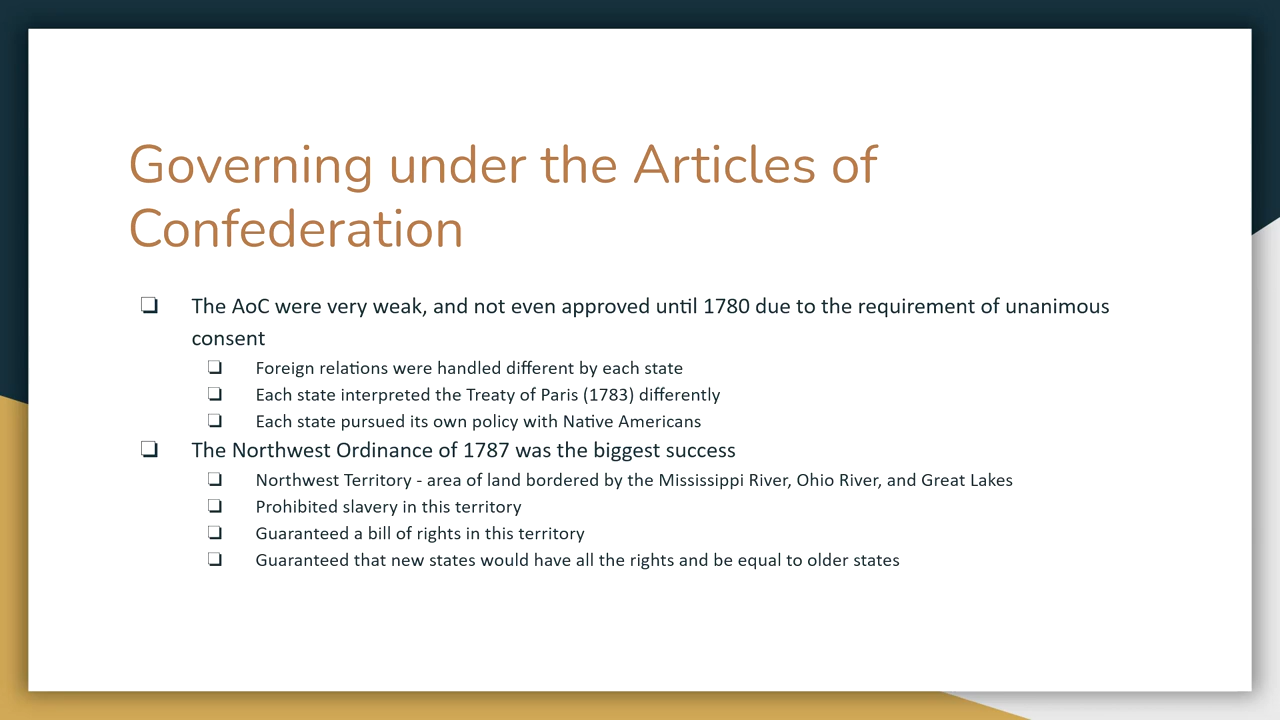 Governing under the Articles of
Confederation
❏ The AoC were very weak, and not even approved until 1780 due to the requirement of unanimous
consent
❏ Foreign relations were handled different by each state
❏ Each state interpreted the Treaty of Paris (1783) differently
❏ Each state pursued its own policy with Native Americans
❏ The Northwest Ordinance of 1787 was the biggest success
❏ Northwest Territory - area of land bordered by the Mississippi River, Ohio River, and Great Lakes
❏ Prohibited slavery in this territory
❏ Guaranteed a bill of rights in this territory
❏ Guaranteed that new states would have all the rights and be equal to older states